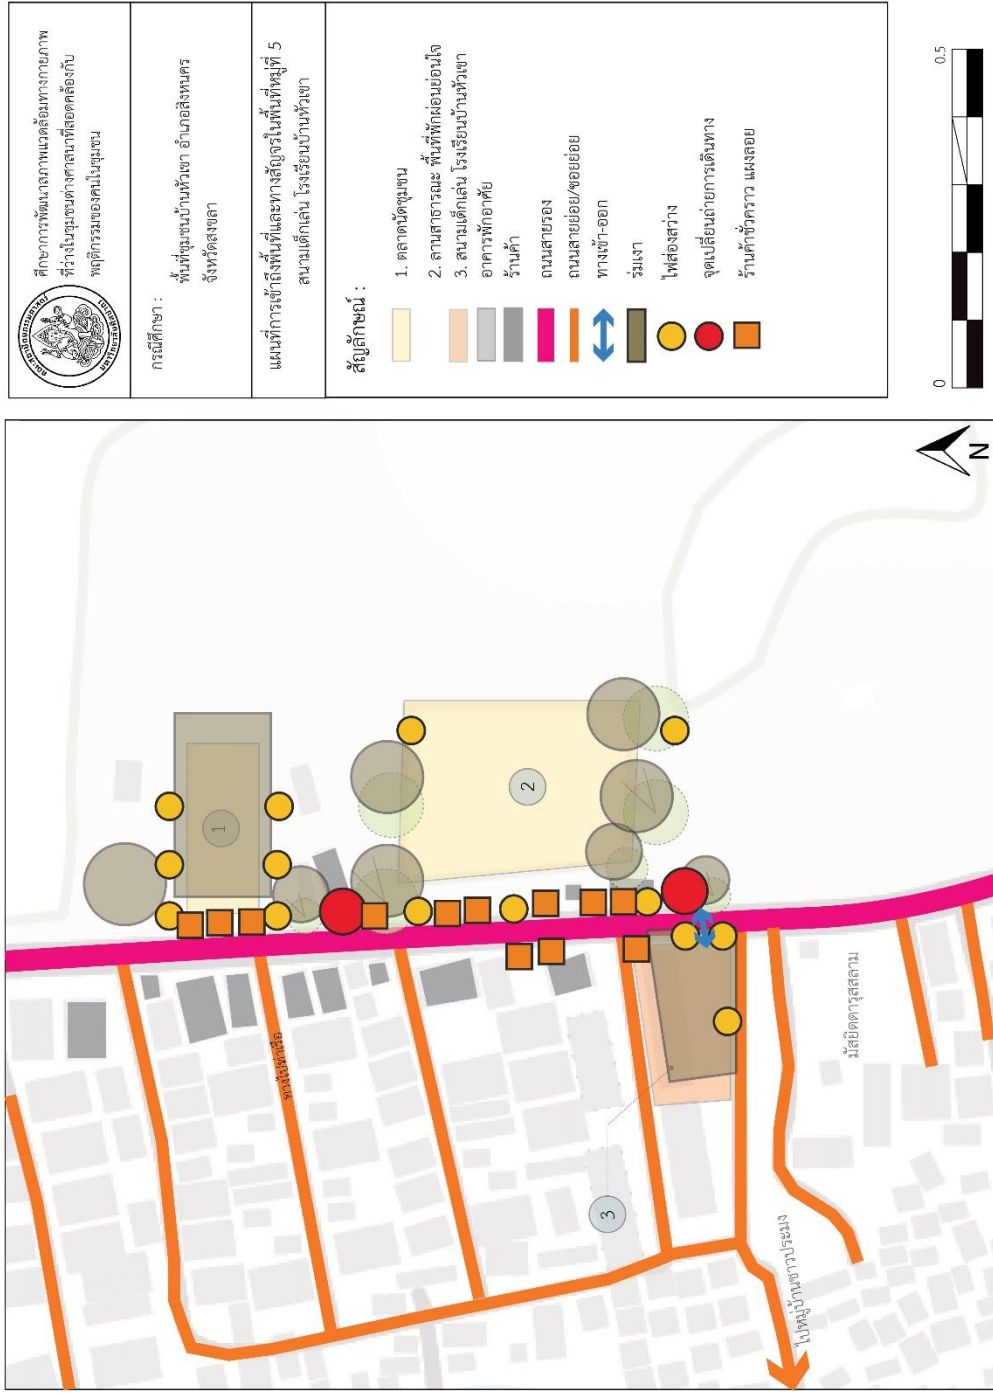 ศึกษาการพัฒนาสภาพแวดล้อมทางกายภาพ
ที่ว่างในชุมชนต่างศาสนาที่สอดคล้องกับ
พฤติกรรมของคนในชุมชน
กรณีศึกษา :
พื้นที่ชุมชนบ้านหัวเขา อำเภอสิงหนคร
จังหวัดสงขลา
แผนที่การเข้าถึงพื้นที่และทางสัญจรในพื้นที่หมู่ที่ 5
สนามเด็กเล่น โรงเรียนบ้านหัวเขา
สัญลักษณ์ :
1. ตลาดนัดชุมชน
2. ลานสาธารณะ พื้นที่พักผ่อนหย่อนใจ
3. สนามเด็กเล่น โรงเรียนบ้านหัวเขา
อาคารพักอาศัย
ร้านค้า
ถนนสายรอง
ถนนสายย่อย/ซอยย่อย
ทางเข้า-ออก
ร่มเงา
ไฟส่องสว่าง
จุดเปลี่ยนถ่ายการเดินทาง
ร้านค้าชั่วคราว แผงลอย
0
0.5
N
1
2
3
ทางไปท่าเรือ
มัสยิดดารุสสลาม
ไปหมู่บ้านชาวประมง